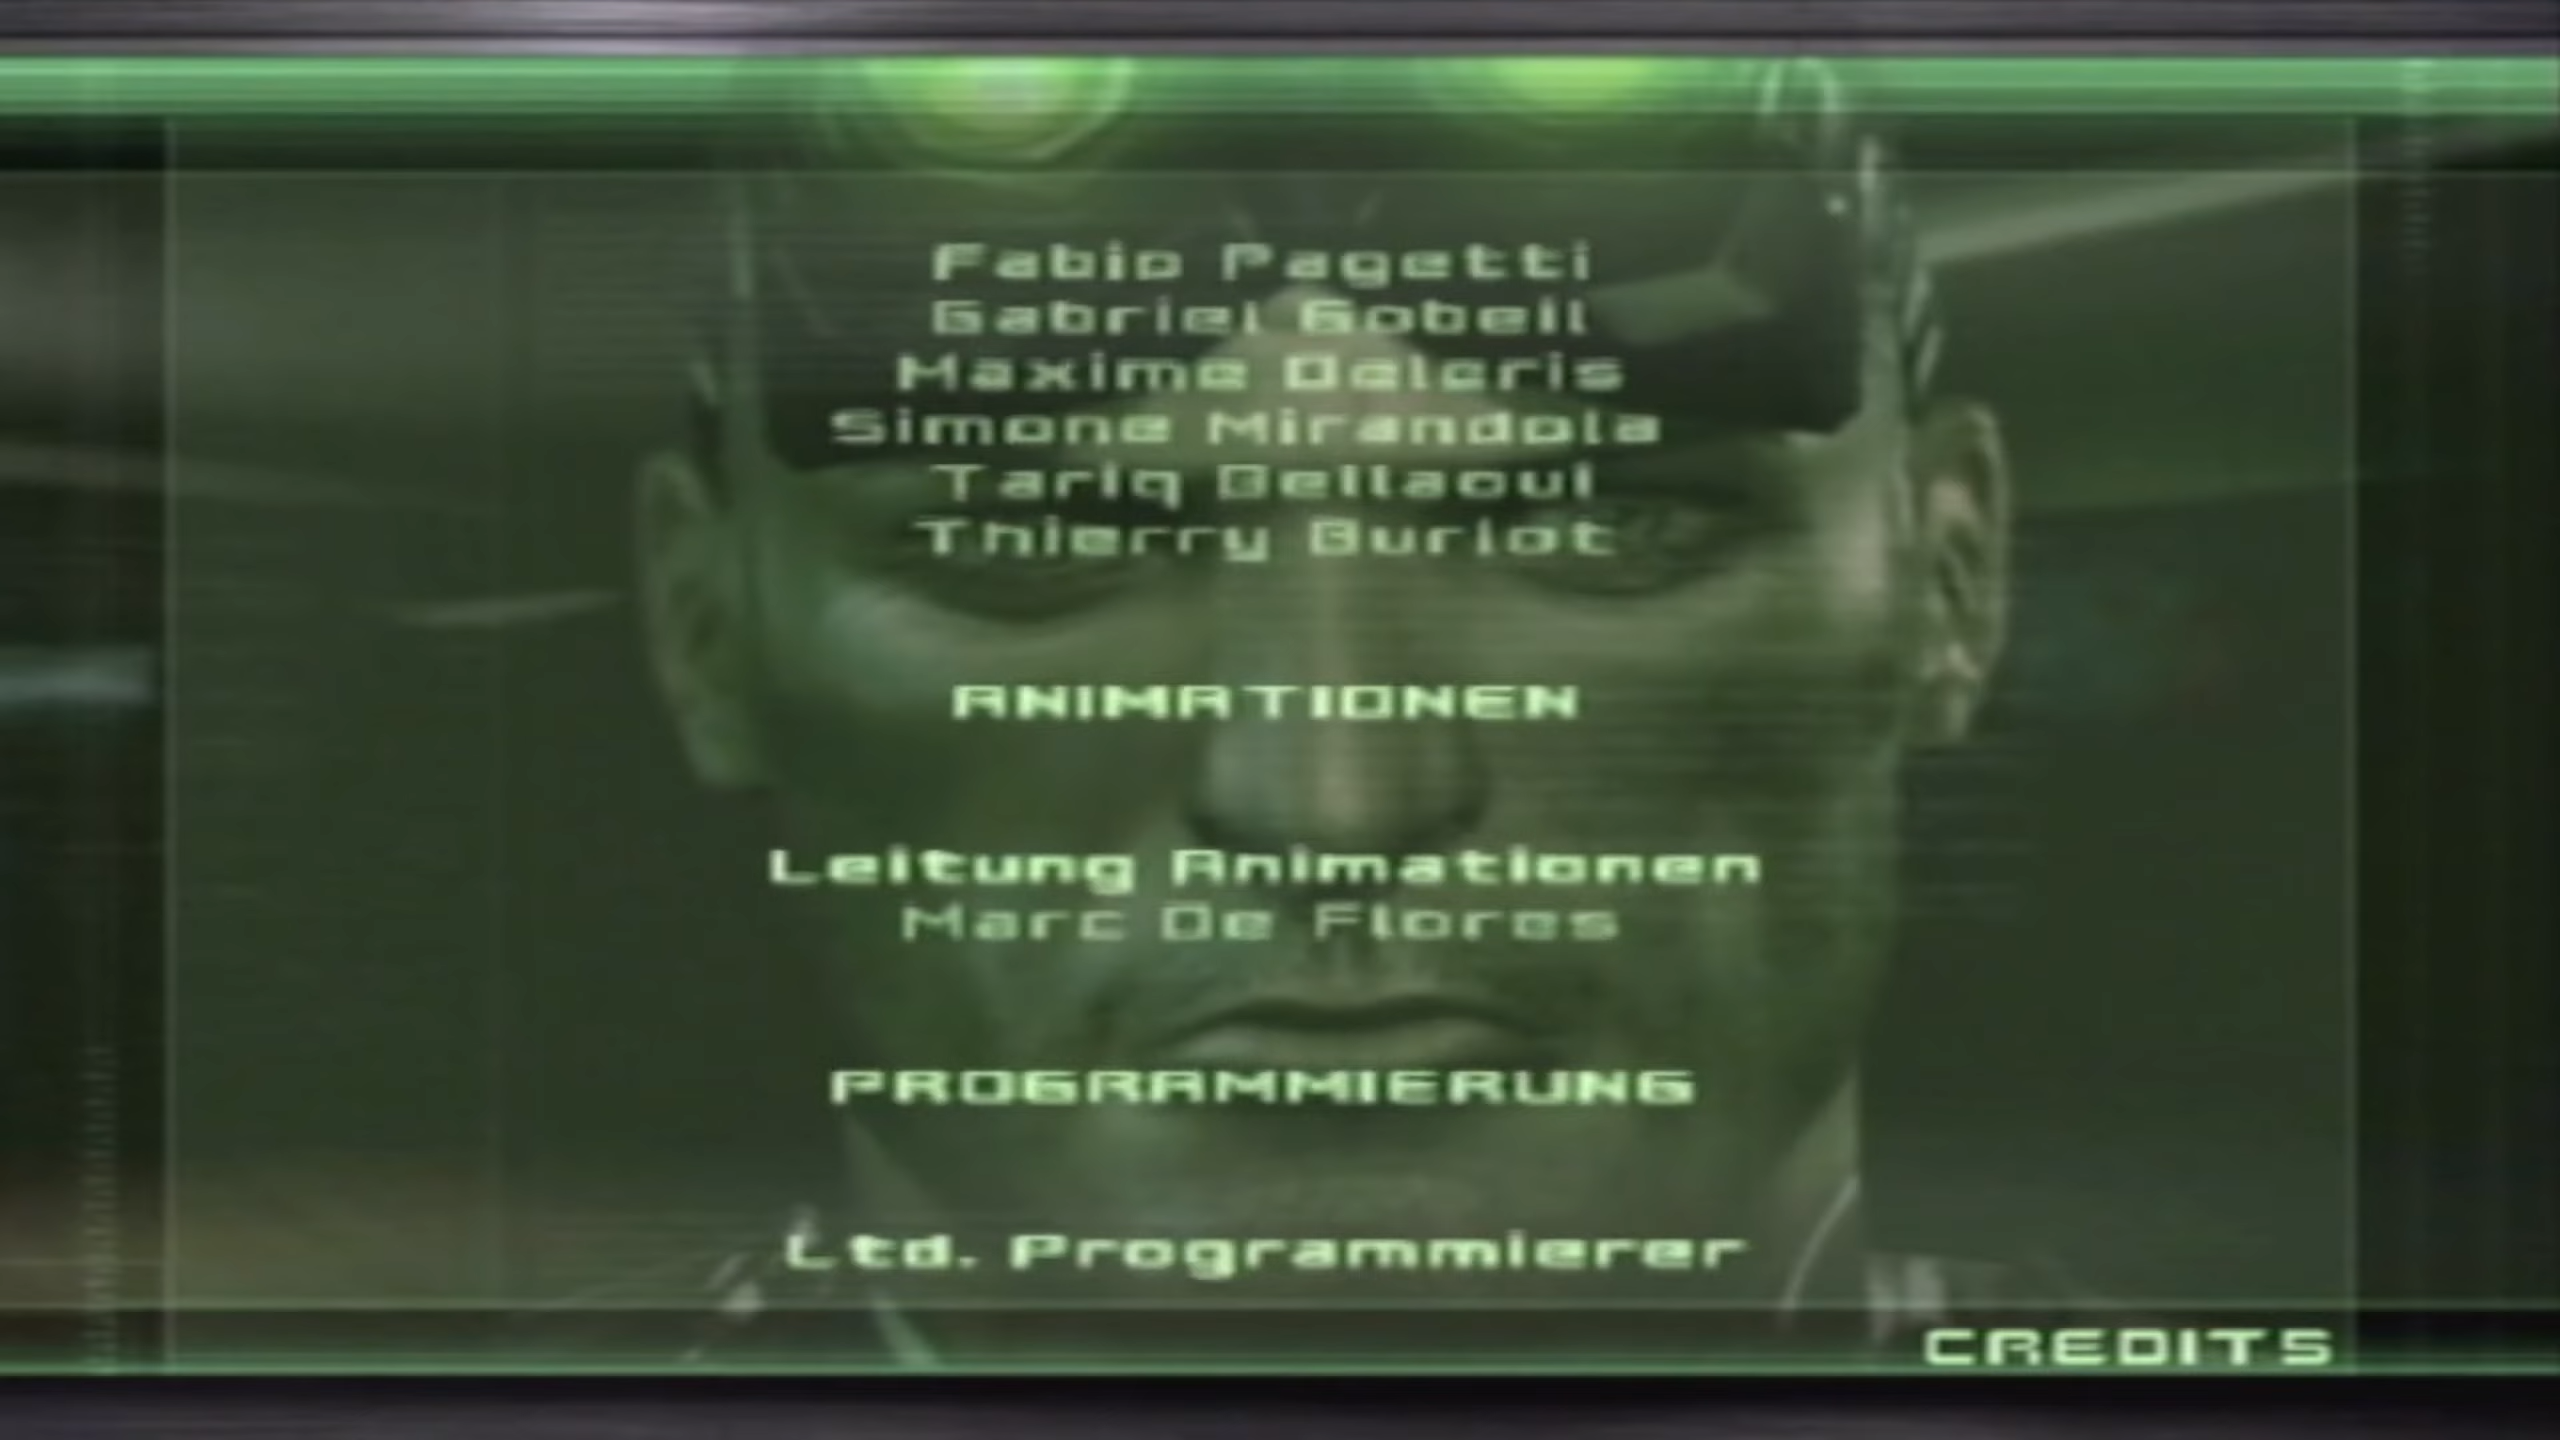 Fabio Pagetti
Gabriel Gobeil
Maxime Deleris
Simone Mirandola
Tariq Bellaoui
Thierry Buriot
ANIMATIONEN
Leitung Animationen
Marc De Flores
PROGRAMMIERUNG
Ltd. Programmierer
CREDITS